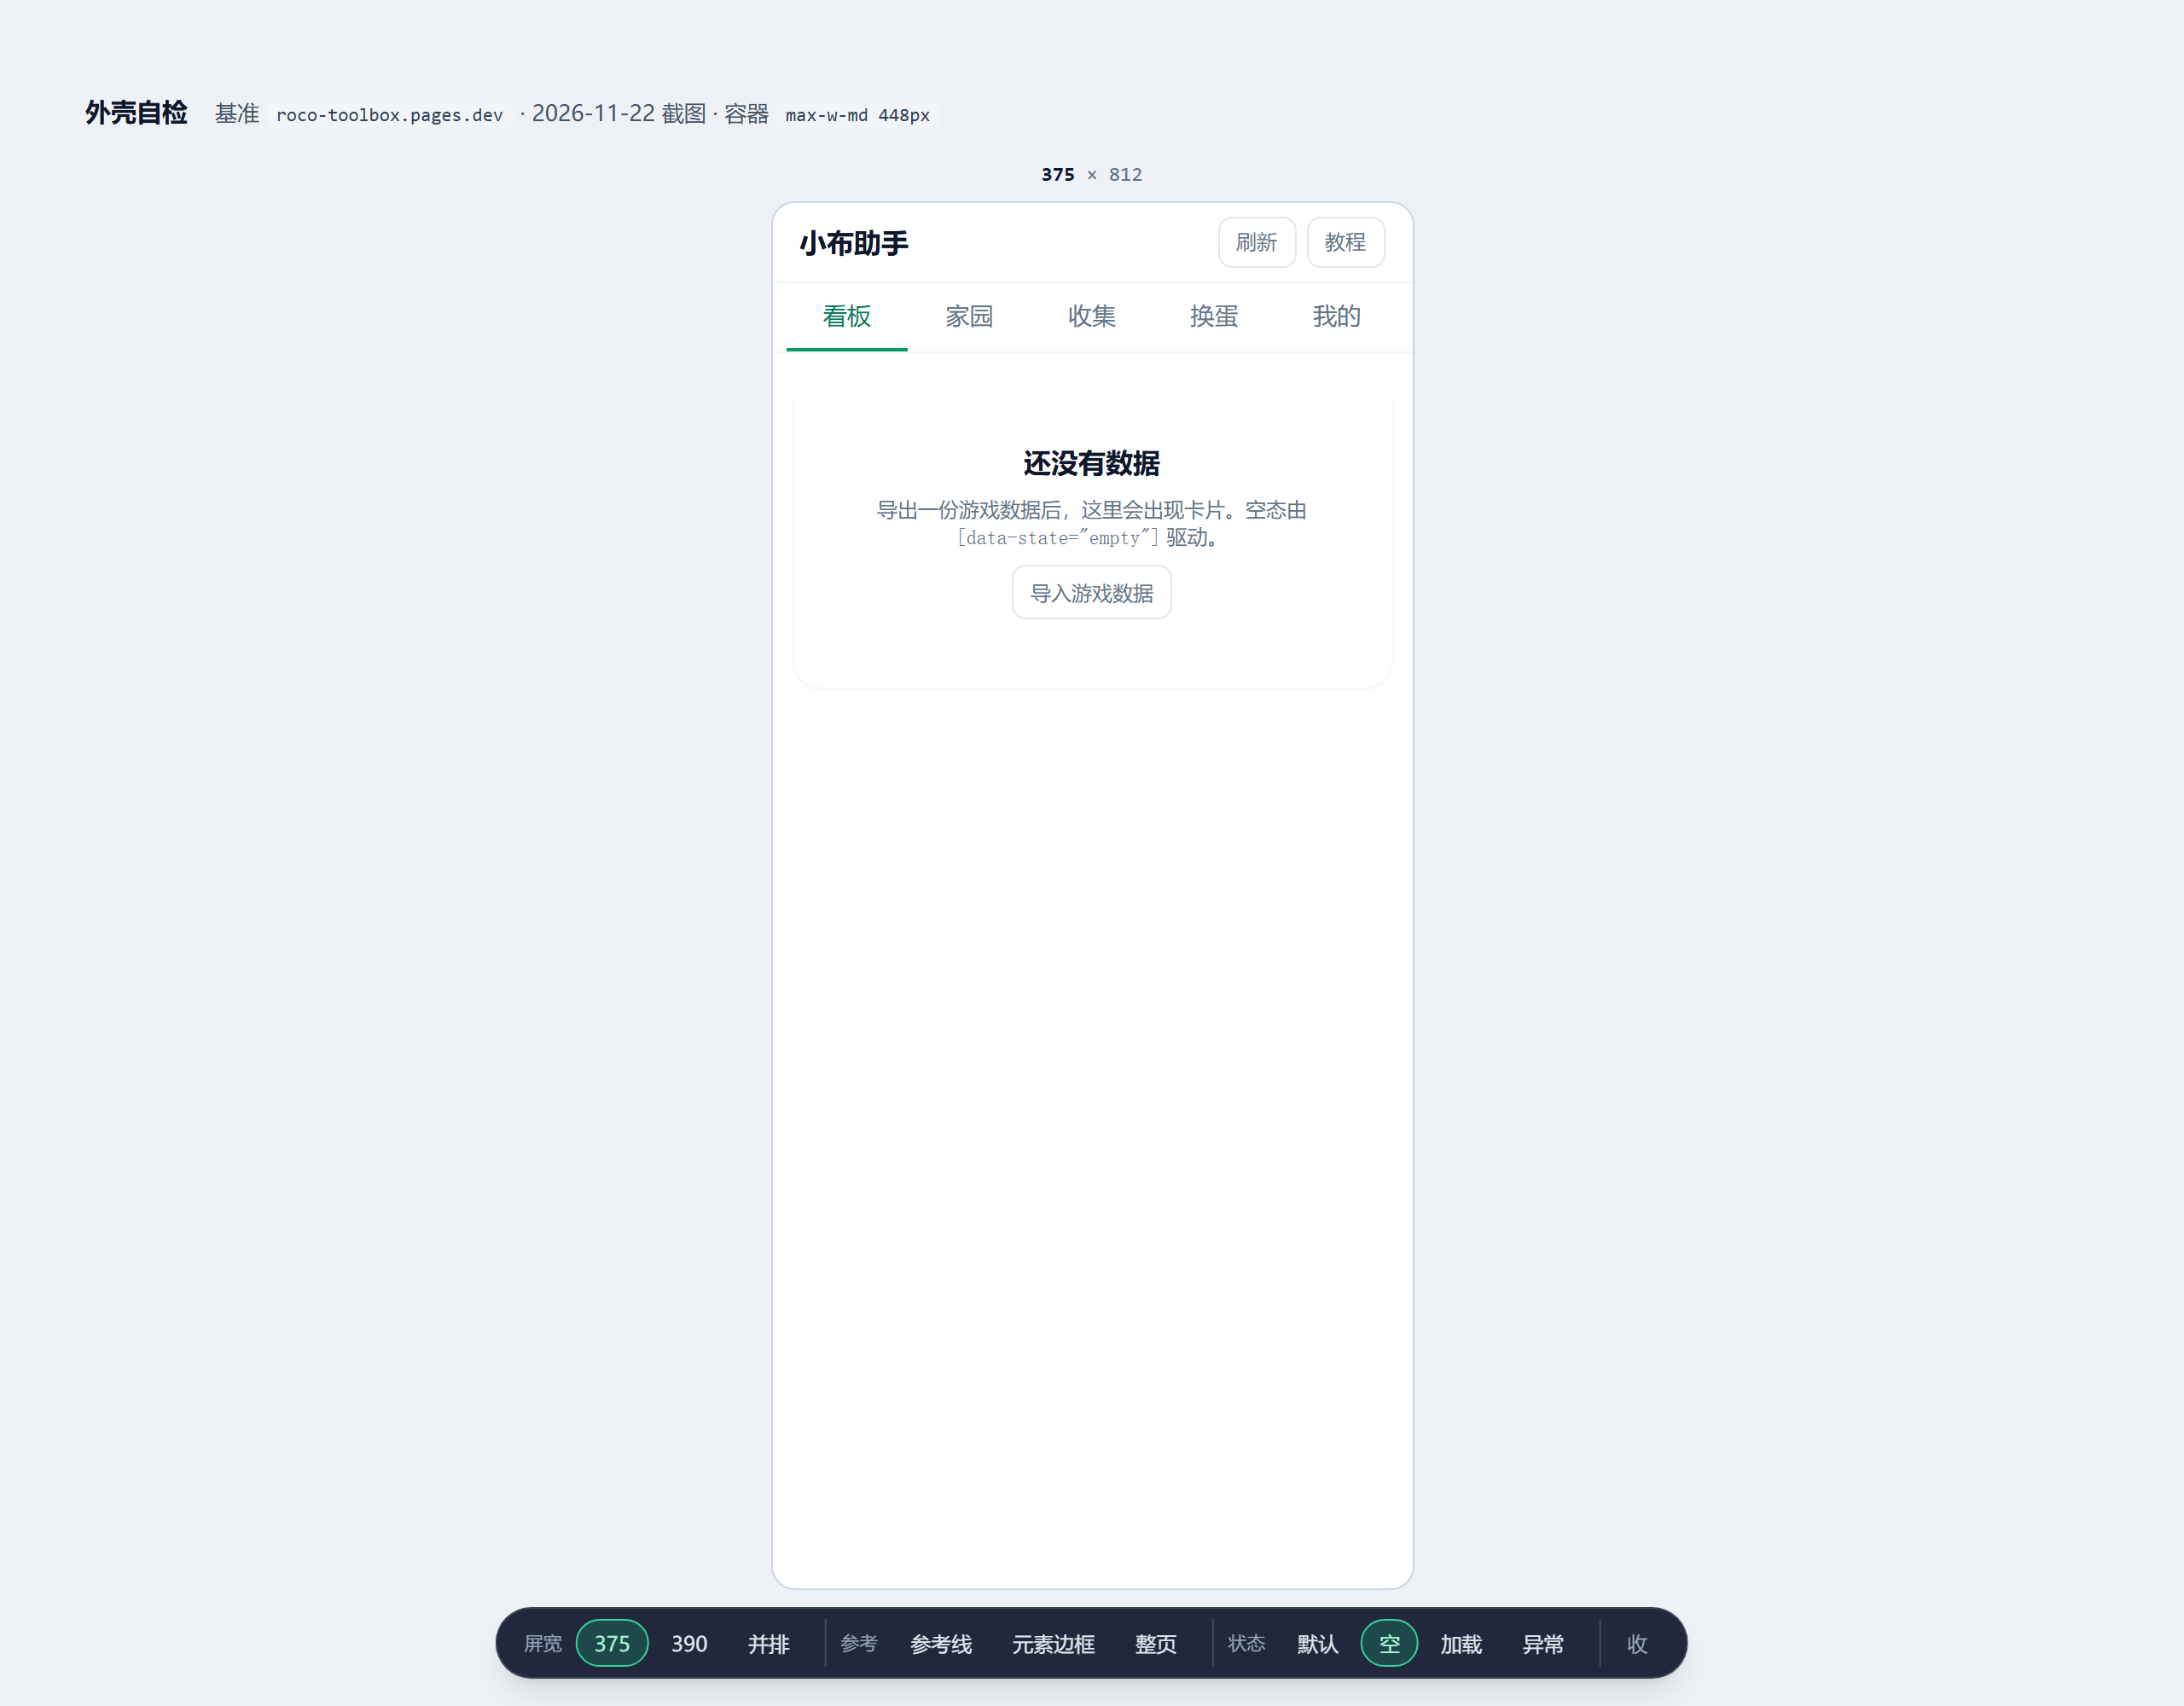 外壳自检 基准 roco-toolbox.pages.dev · 2026-11-22 截图 · 容器 max-w-md 448px
375 × 812
小布助手 刷新 教程
看板 家园 收集 换蛋 我的
还没有数据
导出一份游戏数据后，这里会出现卡片。空态由
[data-state="empty"] 驱动。
导入游戏数据
屏宽 375 390 并排 参考 参考线 元素边框 整页 状态 默认 空 加载 异常 收